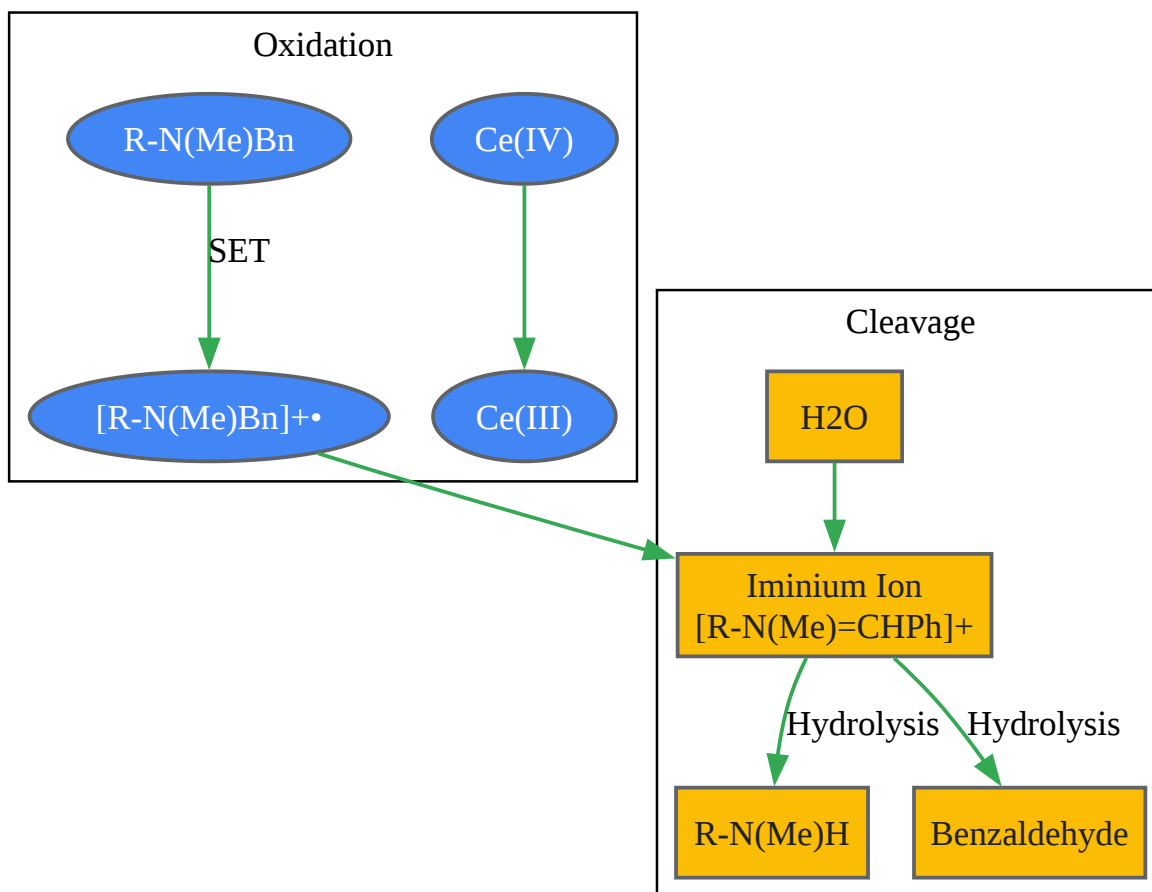 Oxidation
R-N(Me)Bn
Ce(IV)
SET
[R-N(Me)Bn]+•
Ce(III)
Cleavage
H2O
Iminium Ion
[R-N(Me)=CHPh]+
Hydrolysis
Hydrolysis
R-N(Me)H
Benzaldehyde